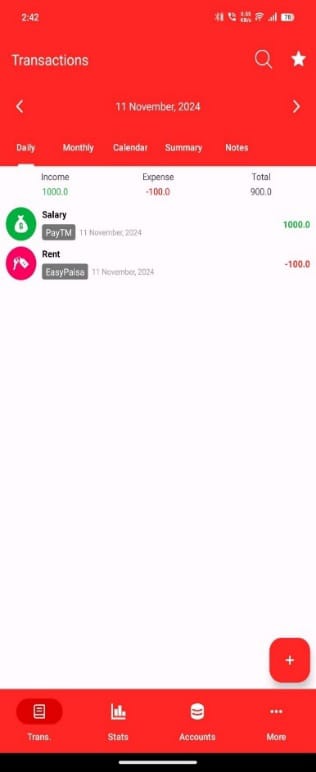 2:42
Transactions
11 November, 2024
Daily Monthly Calendar Summary Notes
Income Expense Total
1000.0 -100.0 900.0
Salary
PayTM 11 November, 2024 1000.0
Rent
EasyPaisa 11 November, 2024 -100.0
+
Trans. Stats Accounts More